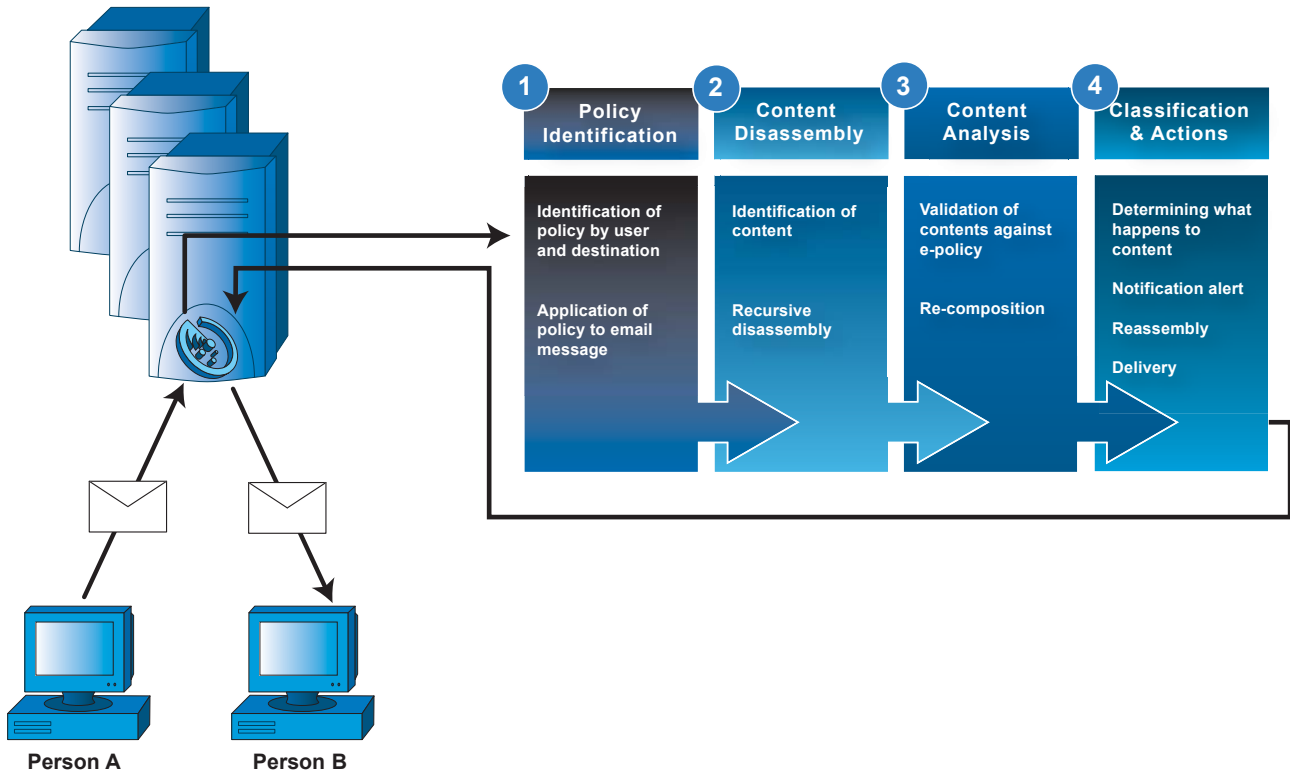 1
Policy
Identification
2
Content
Disassembly
3
Content
Analysis
4
Classification
& Actions
Identification of
policy by user
and destination
Application of
policy to email
message
Identification of
content
Recursive
disassembly
Validation of
contents against
e-policy
Re-composition
Determining what
happens to
content
Notification alert
Reassembly
Delivery
Person A
Person B